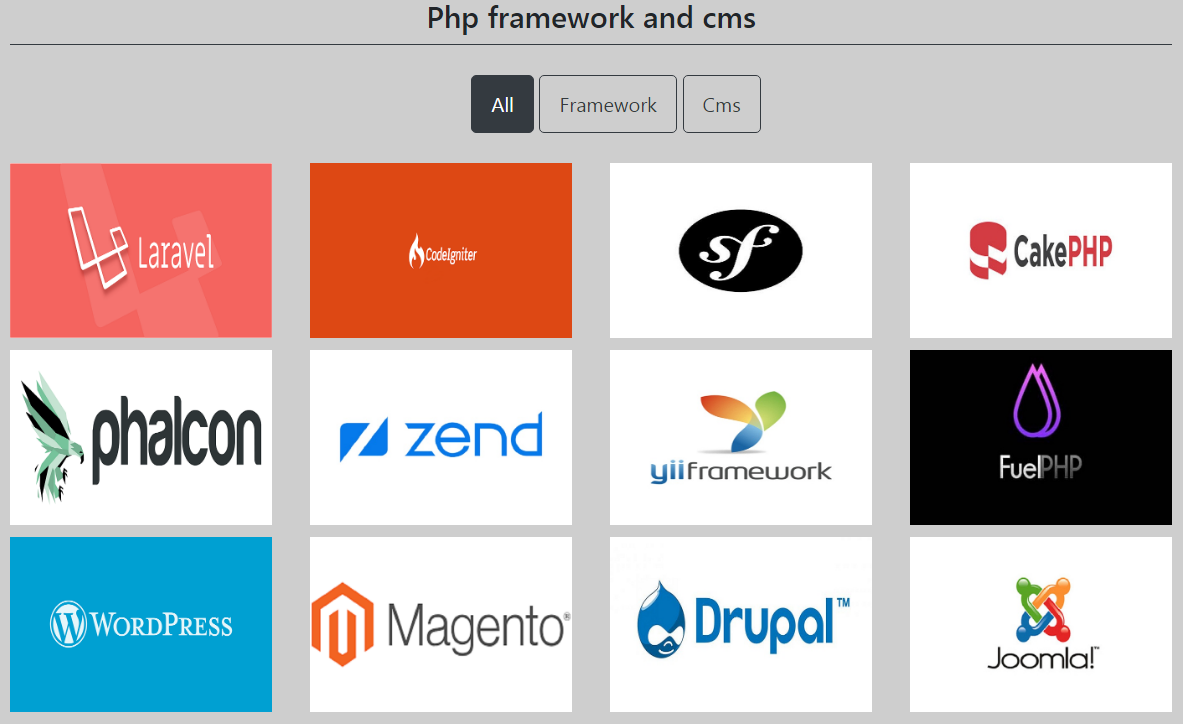 Php framework and cms
All
Framework
Cms
Laravel
CodeIgniter
sf
CakePHP
phalcon
zend
yiiframework
FuelPHP
WORDPRESS
Magento®
Drupal™
Joomla!™